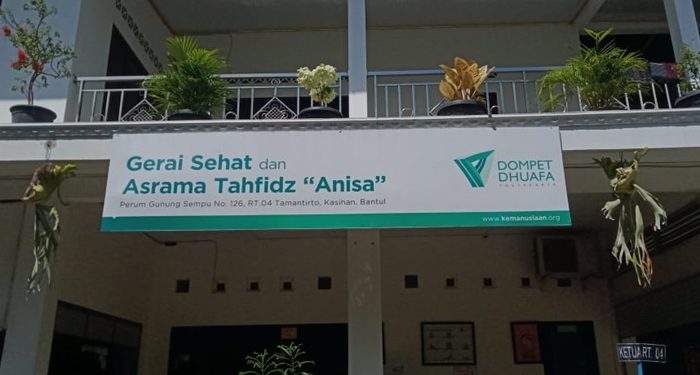 Gerai Sehat dan
Asrama Tahfidz "Anisa"
Perum Gunung Sempu No. 126, RT.04 Tamantirto, Kasihan, Bantul
DOMPET
DHUAFA
YOGYAKARTA
www.kemanusiaan.org
KETUA RT 04